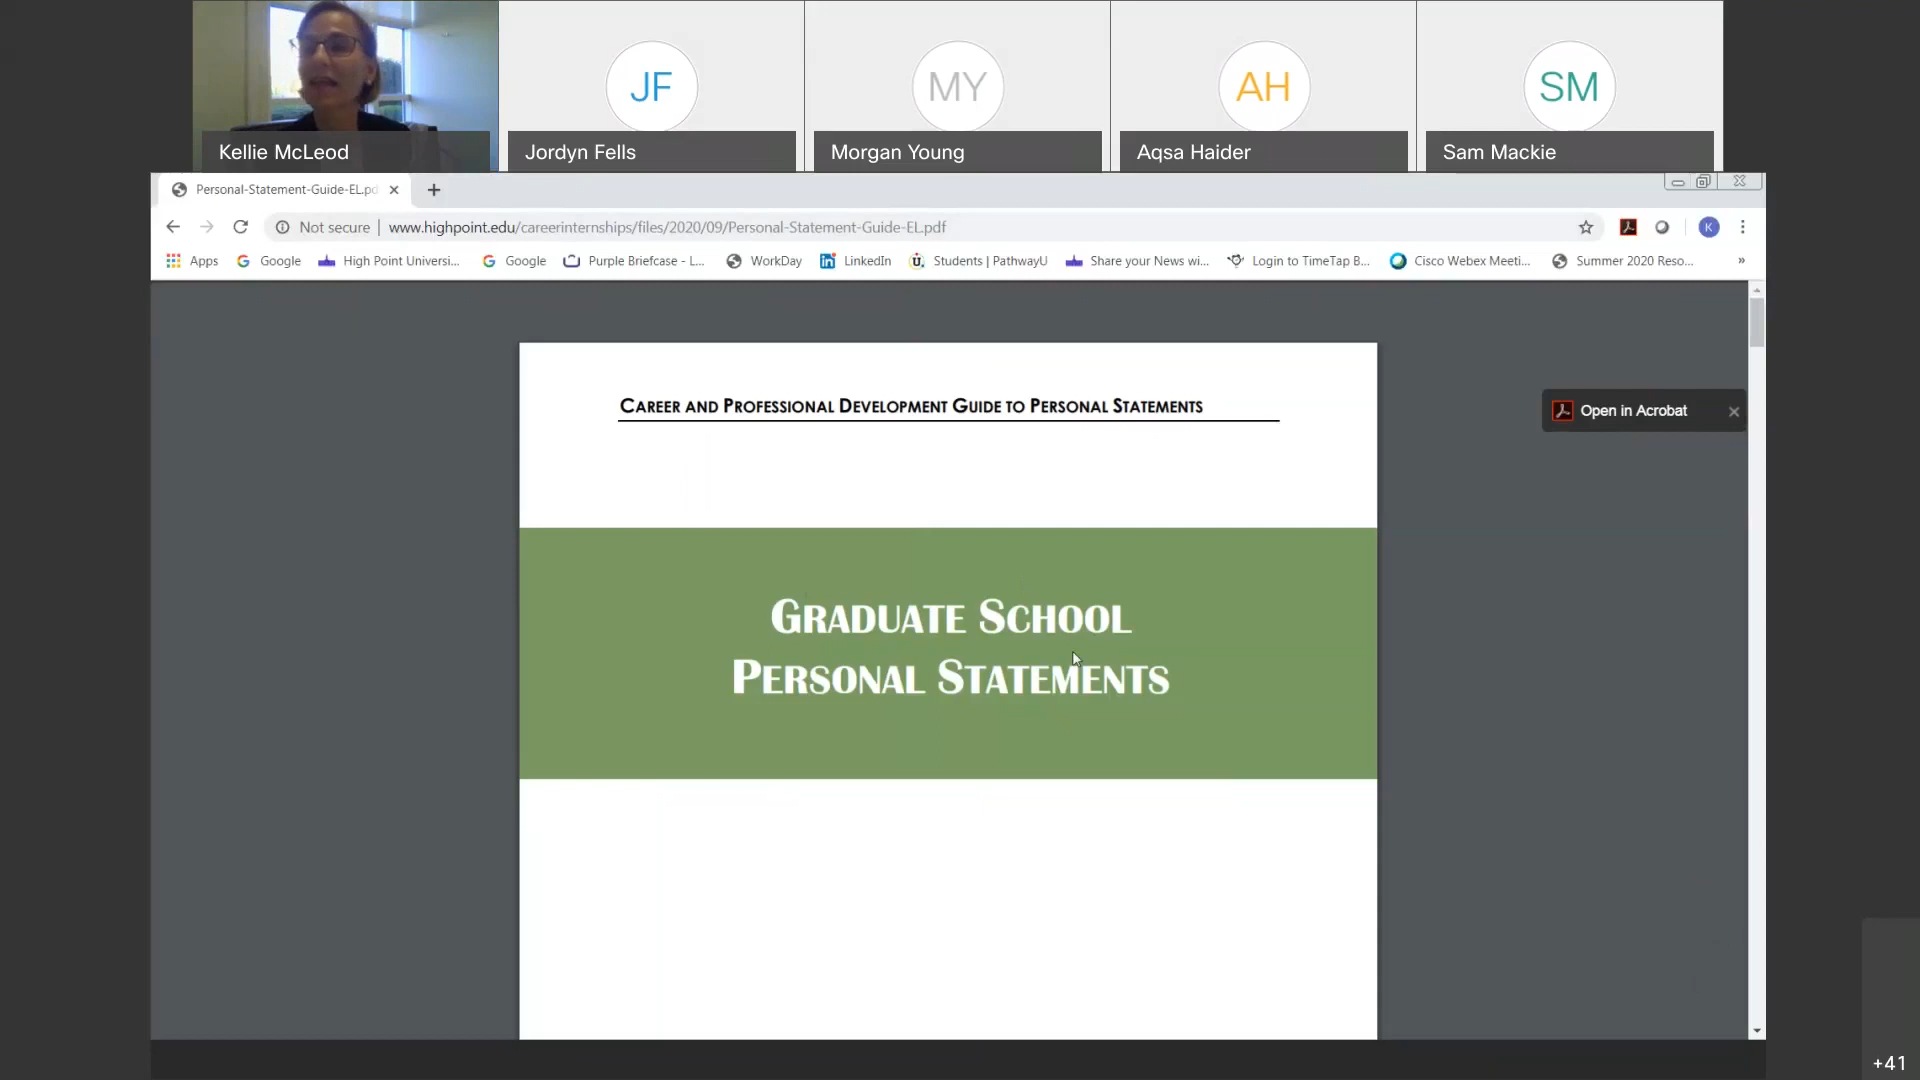 JF
MY
AH
SM
Kellie McLeod
Jordyn Fells
Morgan Young
Aqsa Haider
Sam Mackie
Personal-Statement-Guide-EL.pd
Not secure | www.highpoint.edu/careerinternships/files/2020/09/Personal-Statement-Guide-EL.pdf
K
Apps
Google
High Point Universi...
Google
Purple Briefcase - L...
WorkDay
LinkedIn
Students | PathwayU
Share your News wi...
Login to TimeTap B...
Cisco Webex Meeti...
Summer 2020 Reso...
»
CAREER AND PROFESSIONAL DEVELOPMENT GUIDE TO PERSONAL STATEMENTS
Open in Acrobat
GRADUATE SCHOOL
PERSONAL STATEMENTS
+41